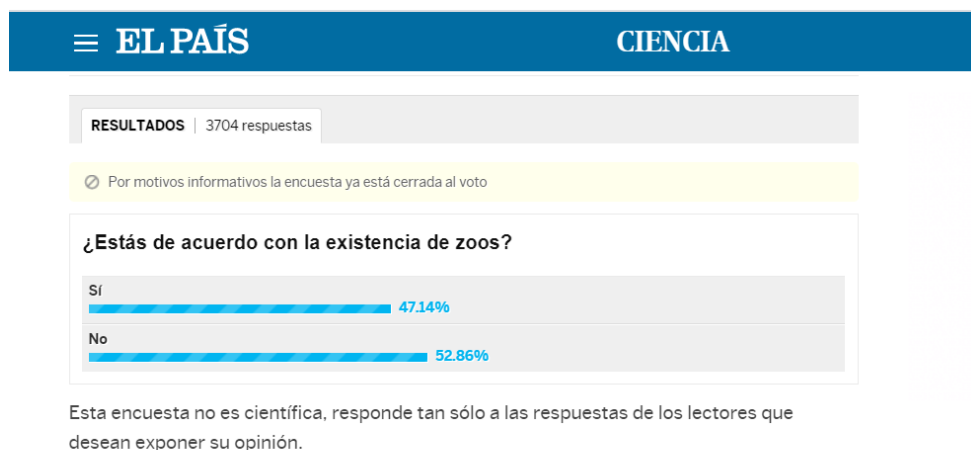 EL PAÍS
CIENCIA
RESULTADOS | 3704 respuestas
Por motivos informativos la encuesta ya está cerrada al voto
¿Estás de acuerdo con la existencia de zoos?
Sí
47.14%
No
52.86%
Esta encuesta no es científica, responde tan sólo a las respuestas de los lectores que
desean exponer su opinión.